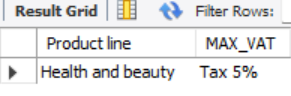 Result Grid Filter Rows:
Product line MAX_VAT
Health and beauty Tax 5%